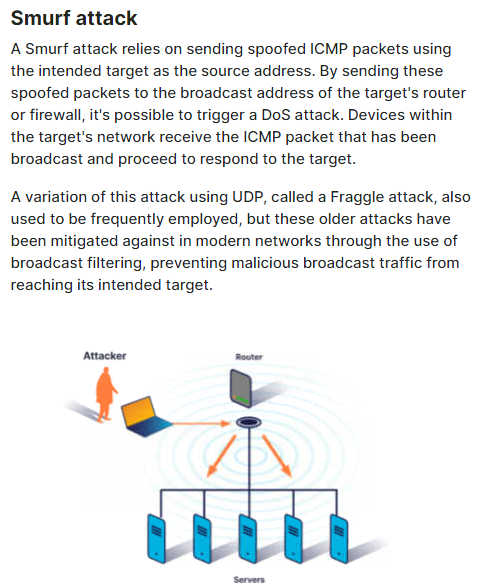 Smurf attack
A Smurf attack relies on sending spoofed ICMP packets using
the intended target as the source address. By sending these
spoofed packets to the broadcast address of the target's router
or firewall, it's possible to trigger a DoS attack. Devices within
the target's network receive the ICMP packet that has been
broadcast and proceed to respond to the target.
A variation of this attack using UDP, called a Fraggle attack, also
used to be frequently employed, but these older attacks have
been mitigated against in modern networks through the use of
broadcast filtering, preventing malicious broadcast traffic from
reaching its intended target.
Attacker
Router
Servers